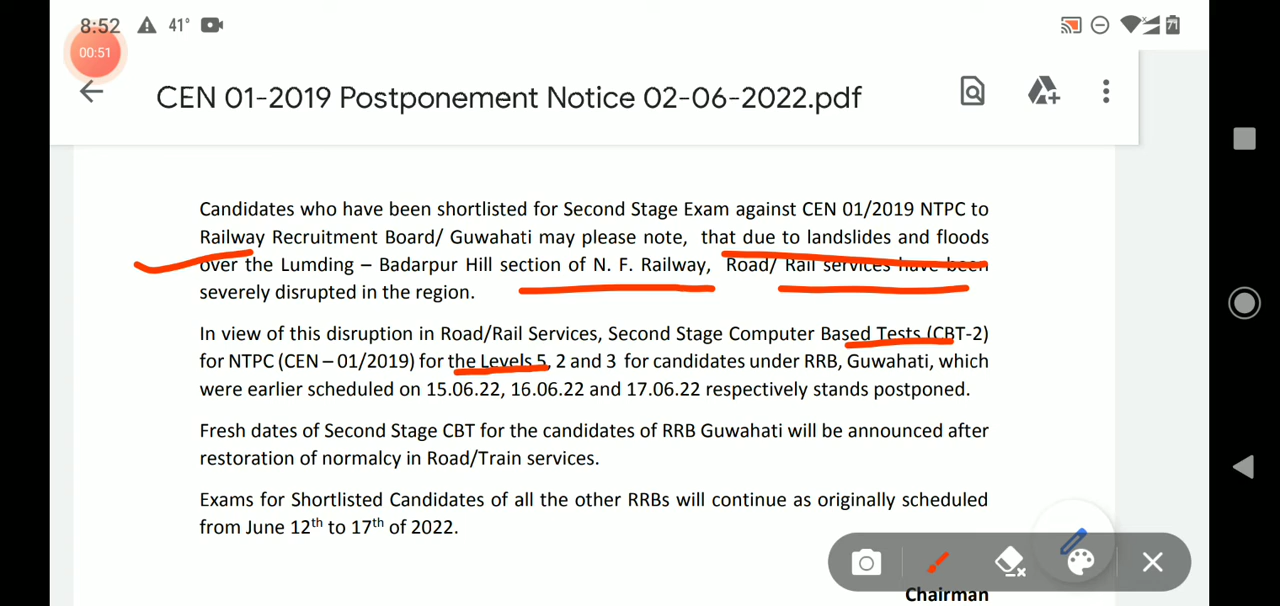 8:52 41° 71
00:51
CEN 01-2019 Postponement Notice 02-06-2022.pdf
Candidates who have been shortlisted for Second Stage Exam against CEN 01/2019 NTPC to
Railway Recruitment Board/ Guwahati may please note, that due to landslides and floods
over the Lumding – Badarpur Hill section of N. F. Railway, Road/ Rail services have been
severely disrupted in the region.
In view of this disruption in Road/Rail Services, Second Stage Computer Based Tests (CBT-2)
for NTPC (CEN – 01/2019) for the Levels 5, 2 and 3 for candidates under RRB, Guwahati, which
were earlier scheduled on 15.06.22, 16.06.22 and 17.06.22 respectively stands postponed.
Fresh dates of Second Stage CBT for the candidates of RRB Guwahati will be announced after
restoration of normalcy in Road/Train services.
Exams for Shortlisted Candidates of all the other RRBs will continue as originally scheduled
from June 12th to 17th of 2022.
Chairman